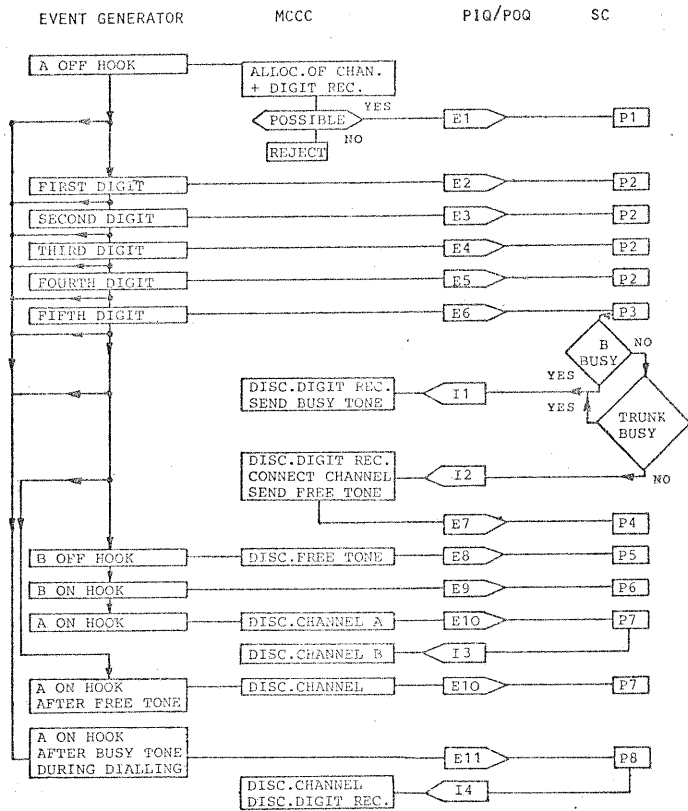 EVENT GENERATOR MCCC PIQ/POQ SC
A OFF HOOK
ALLOC.OF CHAN.
+ DIGIT REC.
YES
POSSIBLE
E1
P1
NO
REJECT
FIRST DIGIT
E2
P2
SECOND DIGIT
E3
P2
THIRD DIGIT
E4
P2
FOURTH DIGIT
E5
P2
FIFTH DIGIT
E6
P3
B
BUSY
NO
YES
DISC.DIGIT REC.
SEND BUSY TONE
I1
YES
TRUNK
BUSY
DISC.DIGIT REC.
CONNECT CHANNEL
SEND FREE TONE
I2
NO
E7
P4
B OFF HOOK
DISC.FREE TONE
E8
P5
B ON HOOK
E9
P6
A ON HOOK
DISC.CHANNEL A
E10
P7
DISC.CHANNEL B
I3
A ON HOOK
AFTER FREE TONE
DISC.CHANNEL
E10
P7
A ON HOOK
AFTER BUSY TONE
DURING DIALLING
E11
P8
DISC.CHANNEL
DISC.DIGIT REC.
I4